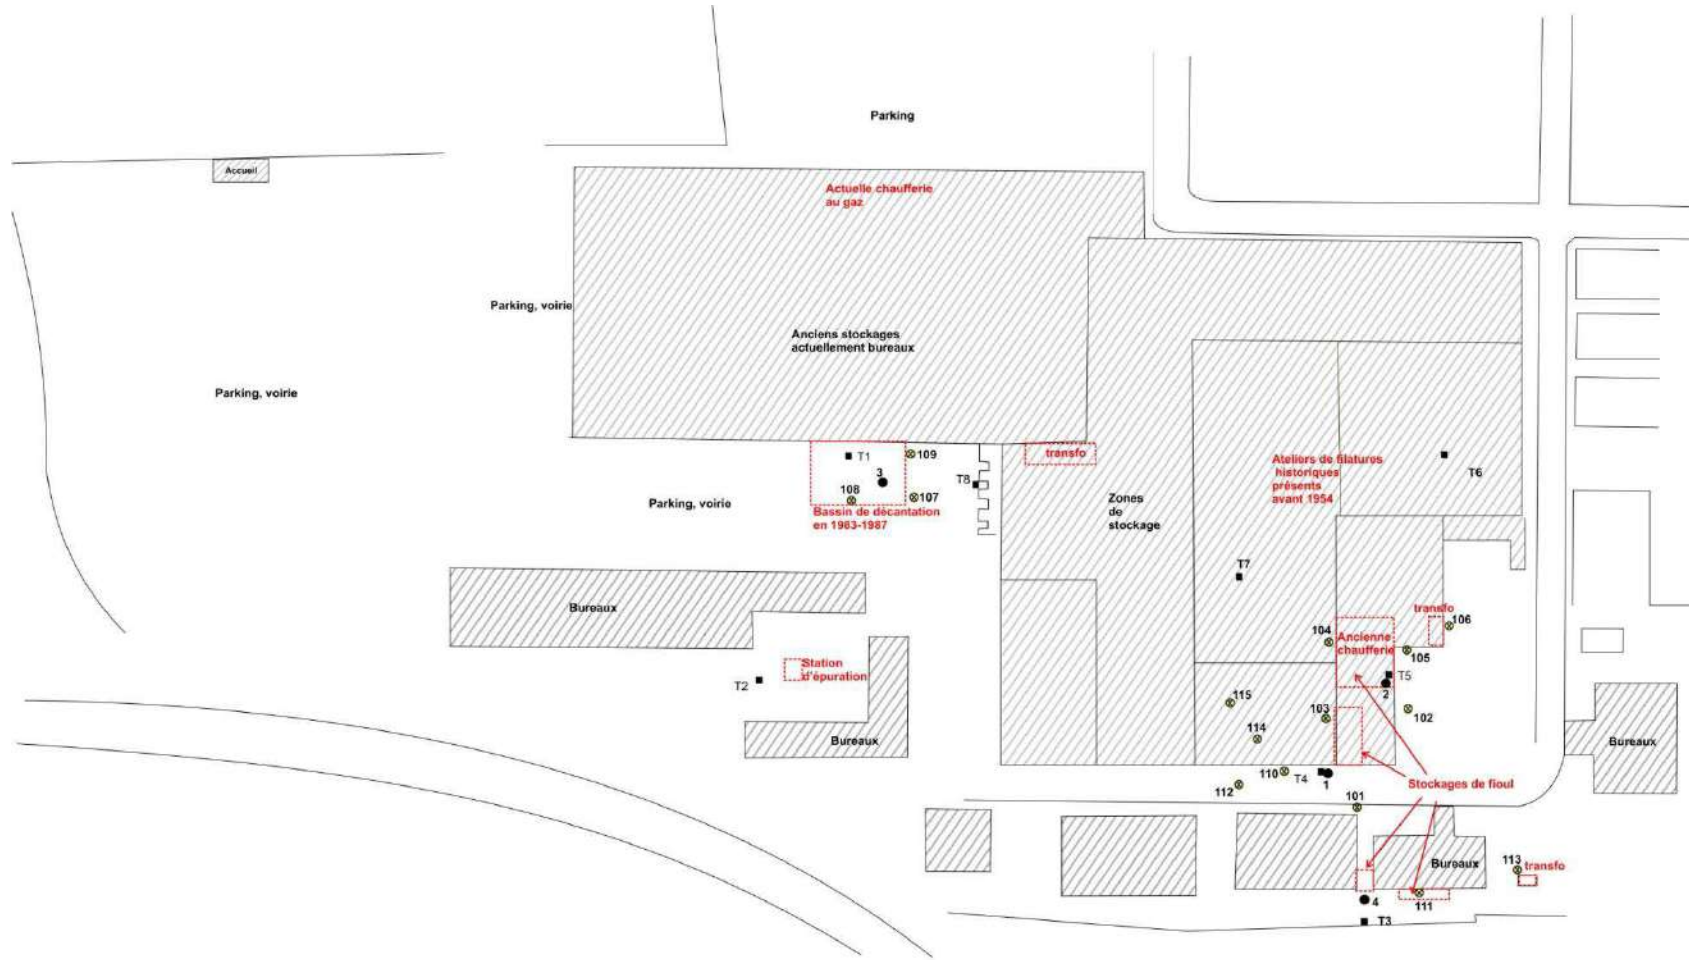 Parking
Accueil
Actuelle chaufferie
au gaz
Parking, voirie
Anciens stockages
actuellement bureaux
Parking, voirie
T1
109
3
108
107
T8
transfo
Ateliers de filatures
historiques
présents
avant 1954
T6
Parking, voirie
Bassin de décantation
en 1963-1987
Zones
de
stockage
T7
Bureaux
transfo
106
104
Ancienne
chaufferie
105
Station
d'épuration
T2
T5
2
115
103
102
114
Bureaux
Bureaux
110
T4
1
112
Stockages de fioul
101
Bureaux
113
transfo
4
111
T3